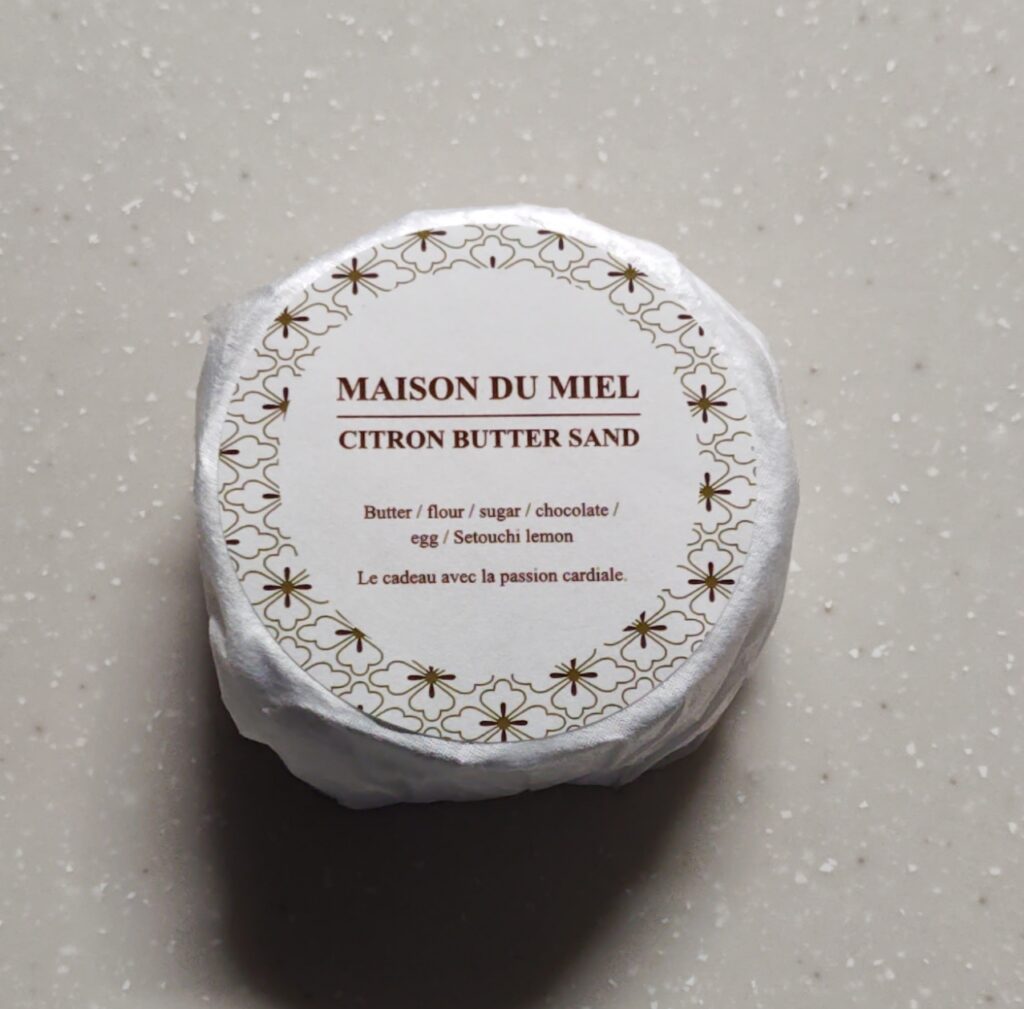 MAISON DU MIEL
CITRON BUTTER SAND
Butter / flour / sugar / chocolate /
egg / Setouchi lemon
Le cadeau avec la passion cardiale.